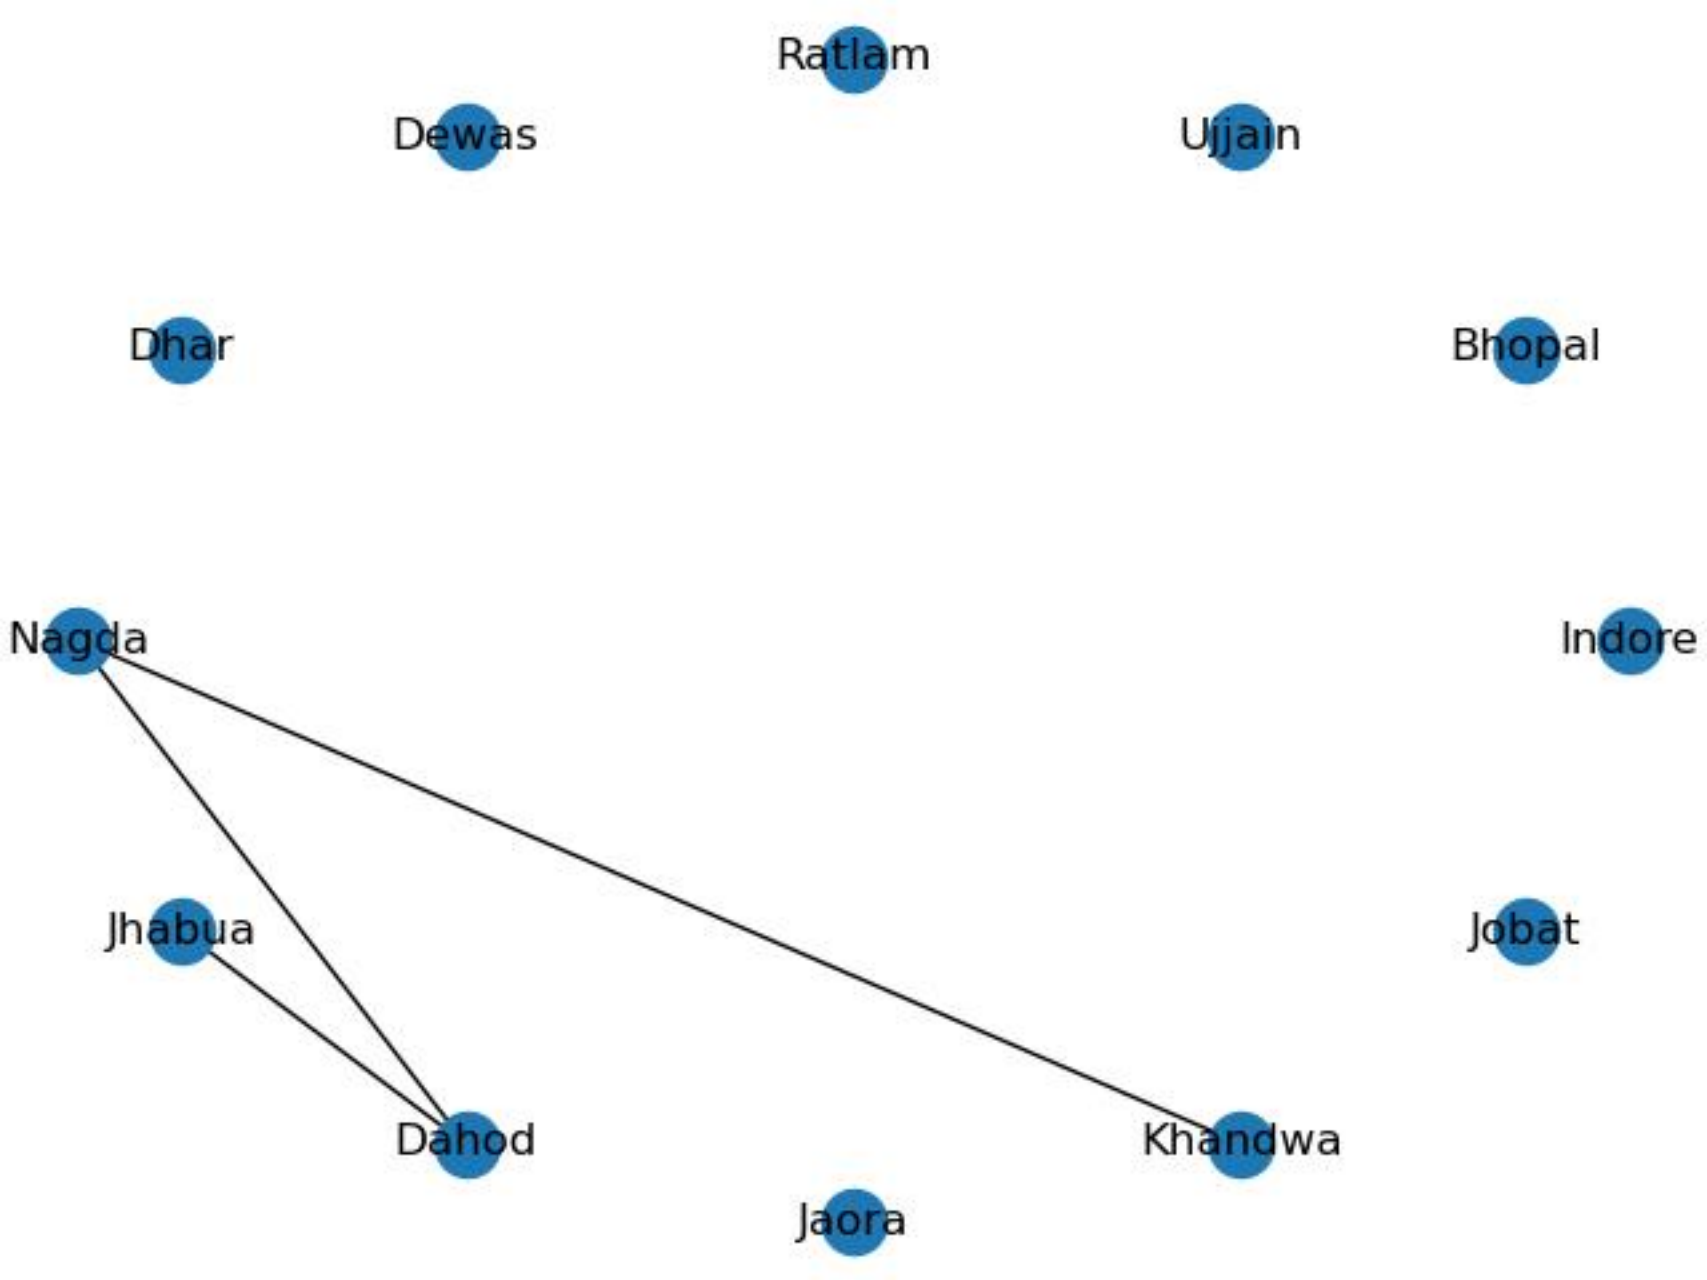 Ratlam
Dewas
Ujjain
Dhar
Bhopal
Nagda
Indore
Jhabua
Jobat
Dahod
Khandwa
Jaora